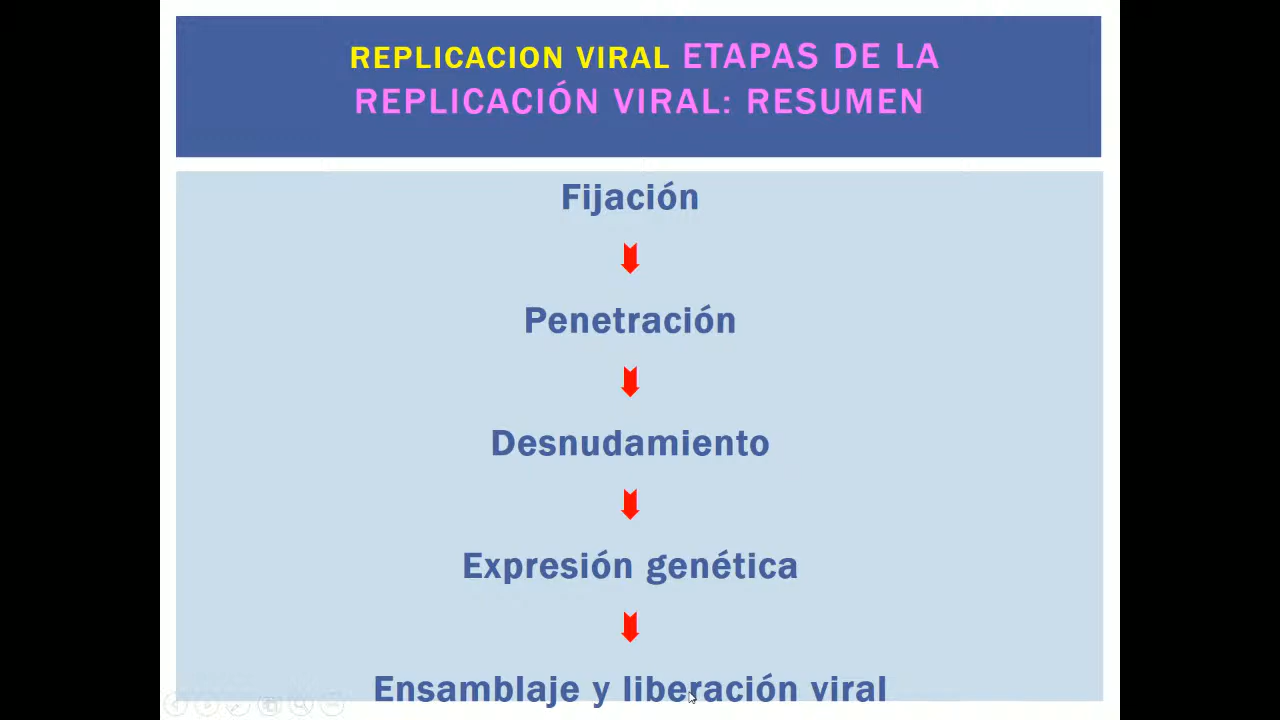 REPLICACION VIRAL ETAPAS DE LA
REPLICACIÓN VIRAL: RESUMEN
Fijación
Penetración
Desnudamiento
Expresión genética
Ensamblaje y liberación viral